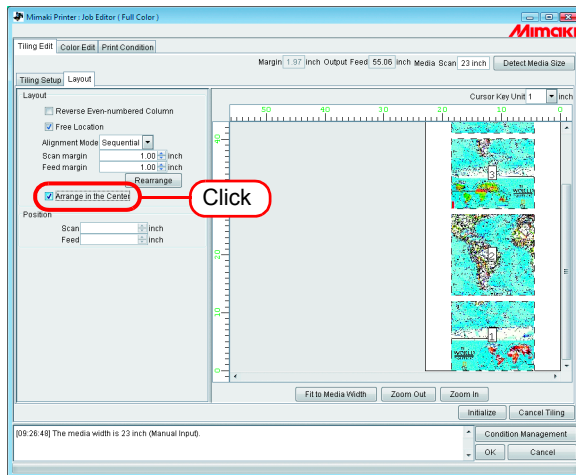 Mimaki Printer : Job Editor ( Full Color )
Mimaki
Tiling Edit Color Edit Print Condition
Margin 1.97 inch Output Feed 55.06 inch Media Scan 23 inch Detect Media Size
Tiling Setup Layout
Layout
Cursor Key Unit 1 inch
Reverse Even-numbered Column
50 40 30 20 10 0
Free Location
40
Alignment Mode Sequential
Scan margin 1.00 inch
Feed margin 1.00 inch
3
Rearrange
Arrange in the Center
Click
30
Position
Scan inch
Feed inch
2
20
10
1
WORLD
0
Fit to Media Width Zoom Out Zoom In
Initialize Cancel Tiling
[09:26:48] The media width is 23 inch (Manual Input).
Condition Management
OK Cancel